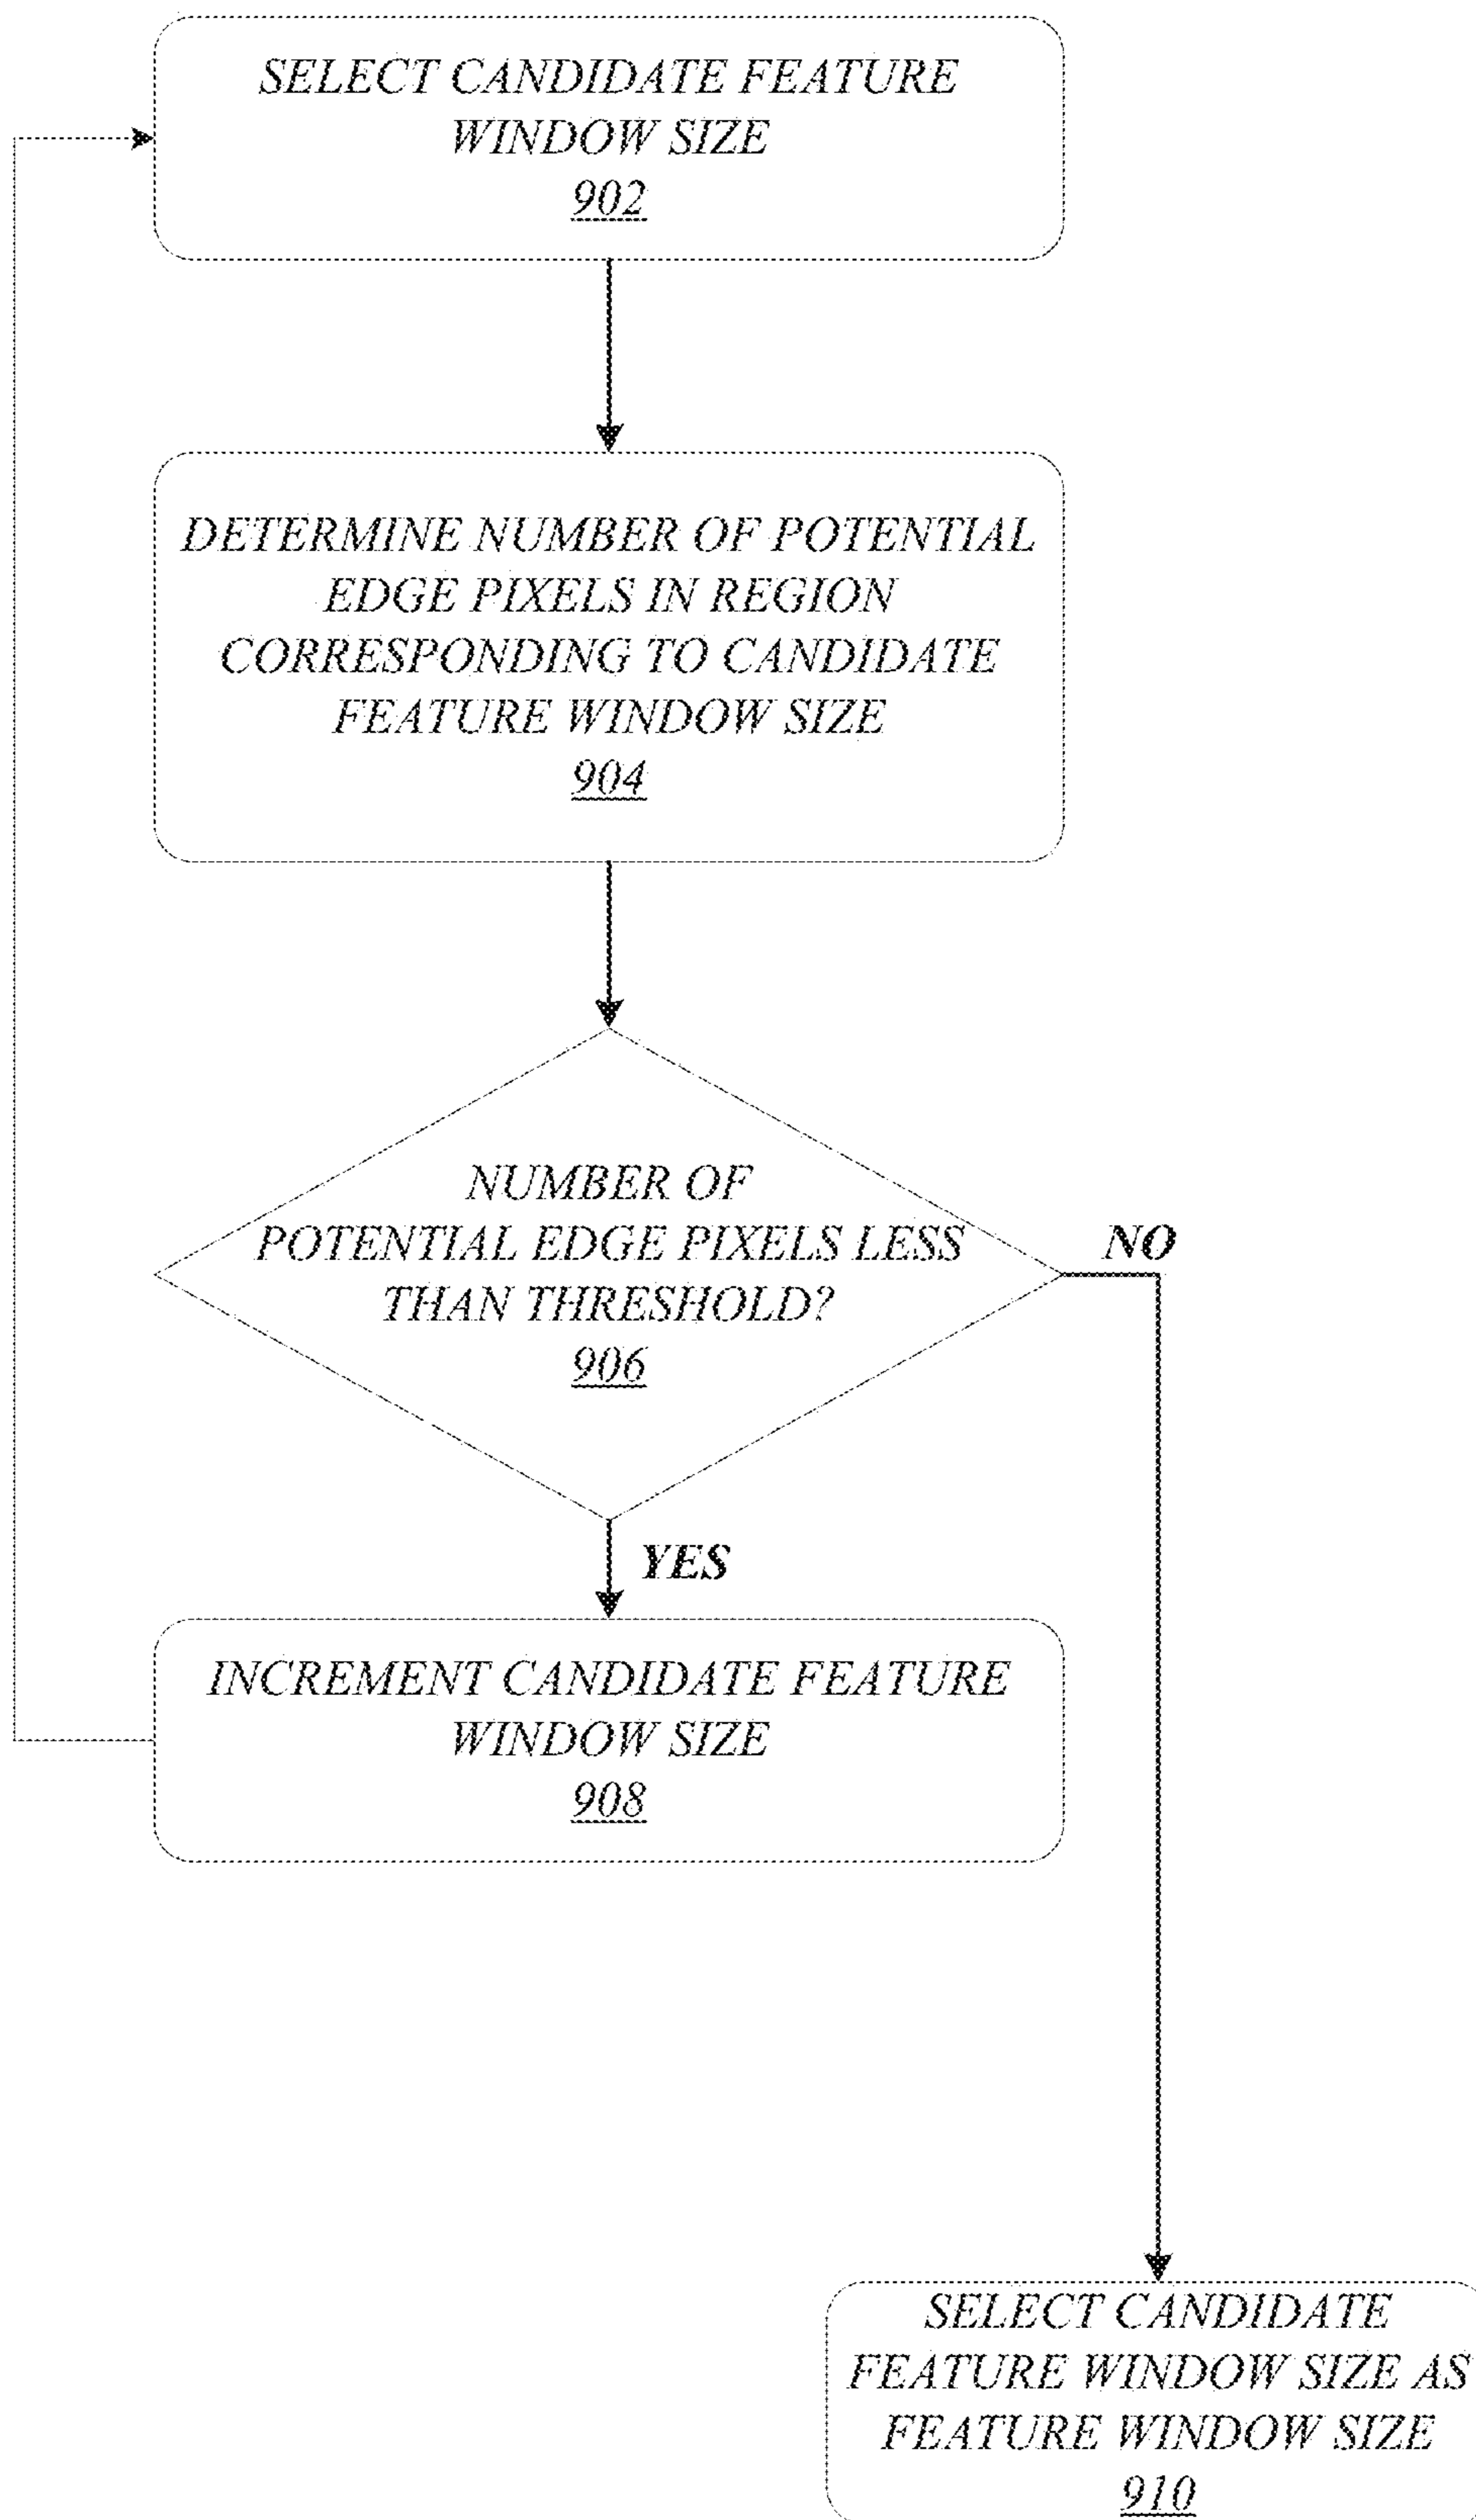 SELECT CANDIDATE FEATURE
WINDOW SIZE
902
DETERMINE NUMBER OF POTENTIAL
EDGE PIXELS IN REGION
CORRESPONDING TO CANDIDATE
FEATURE WINDOW SIZE
904
NUMBER OF
POTENTIAL EDGE PIXELS LESS
THAN THRESHOLD?
906
NO
YES
INCREMENT CANDIDATE FEATURE
WINDOW SIZE
908
SELECT CANDIDATE
FEATURE WINDOW SIZE AS
FEATURE WINDOW SIZE
910